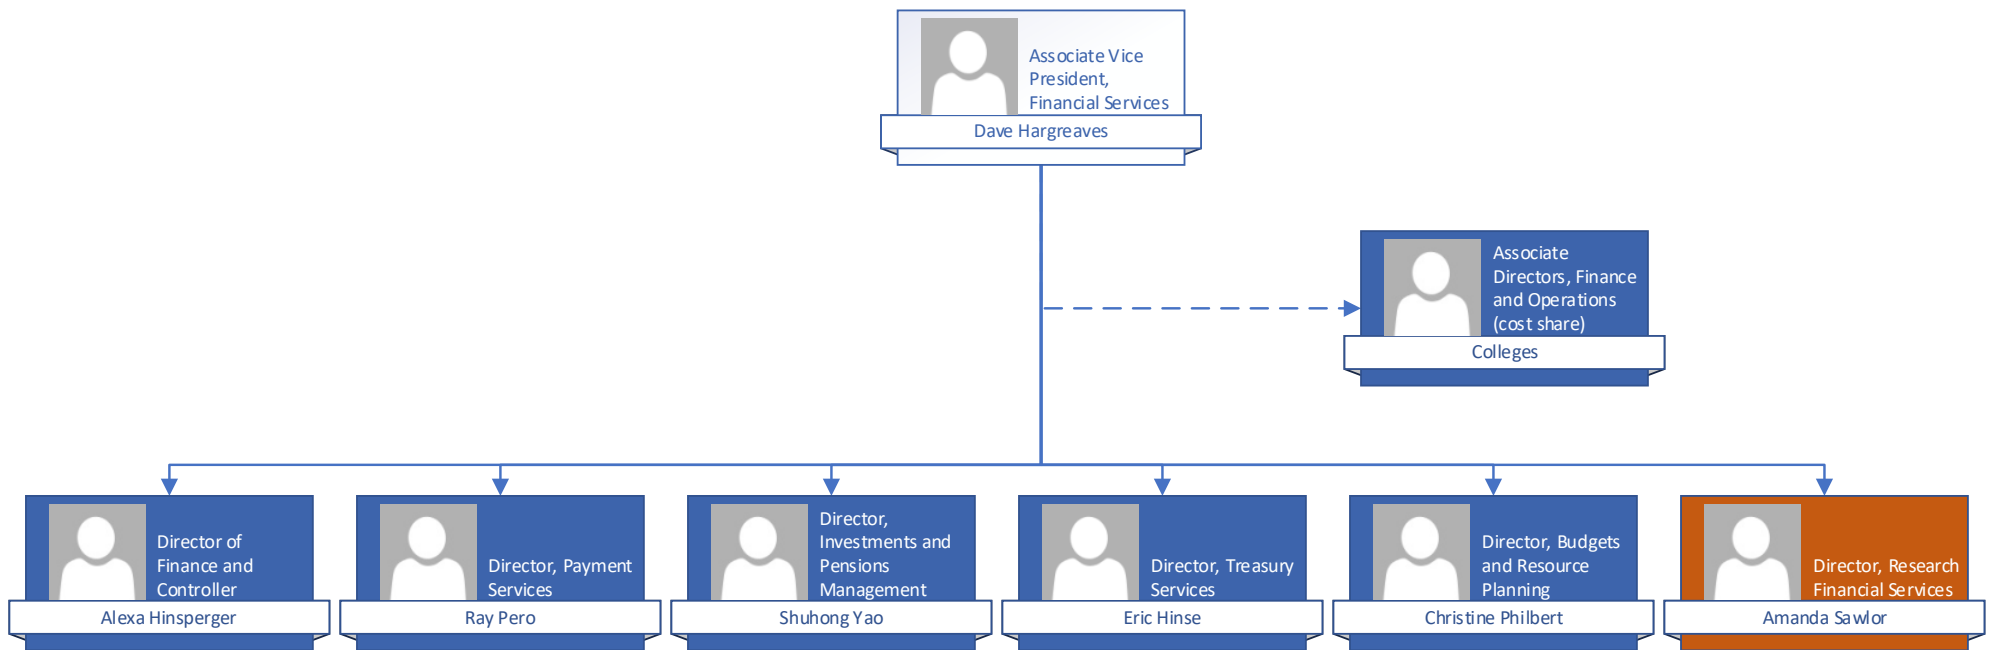 Associate Vice
President,
Financial Services
Dave Hargreaves
Associate
Directors, Finance
and Operations
(cost share)
Colleges
Director of
Finance and
Controller
Alexa Hinsperger
Director, Payment
Services
Ray Pero
Director,
Investments and
Pensions
Management
Shuhong Yao
Director, Treasury
Services
Eric Hinse
Director, Budgets
and Resource
Planning
Christine Philbert
Director, Research
Financial Services
Amanda Sawlor